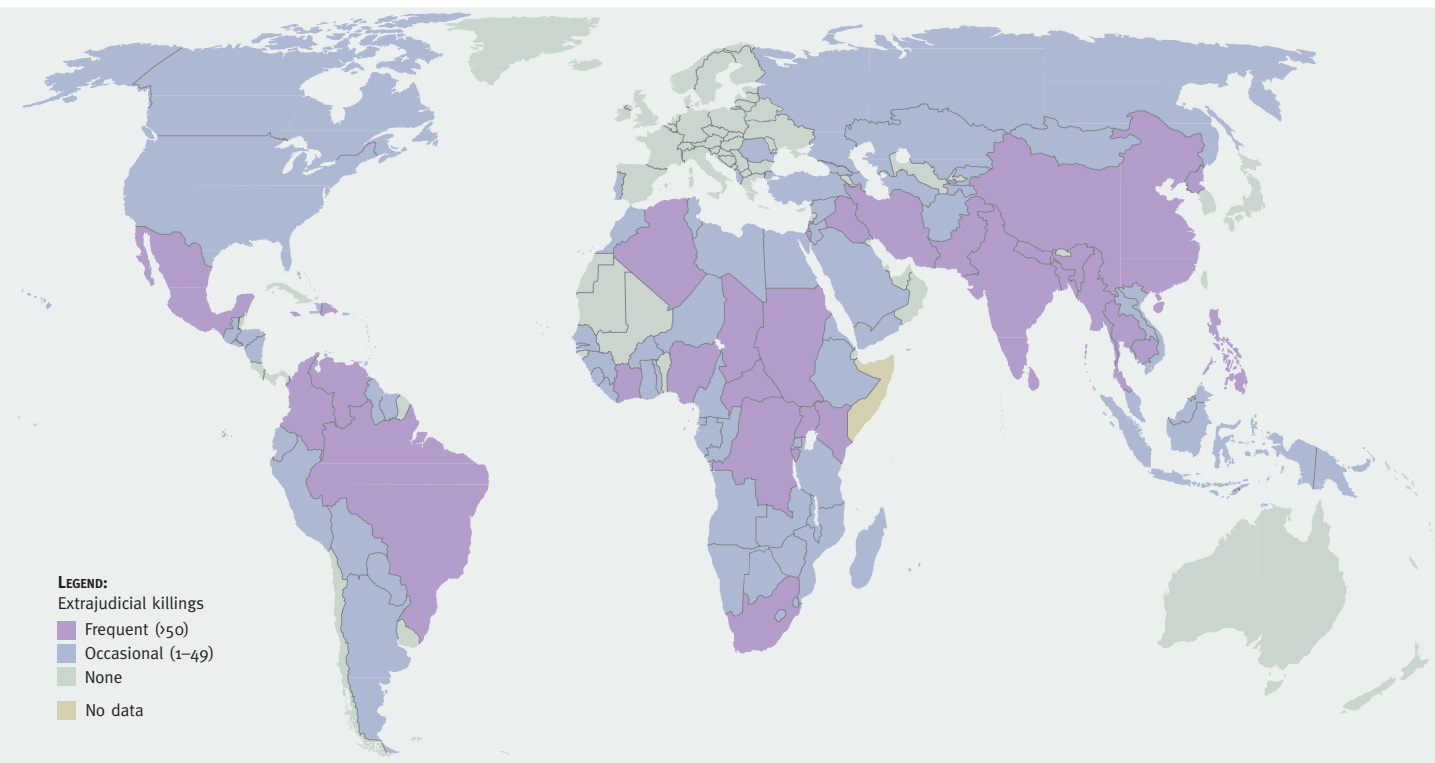 LEGEND:
Extrajudicial killings
Frequent (>50)
Occasional (1–49)
None
No data